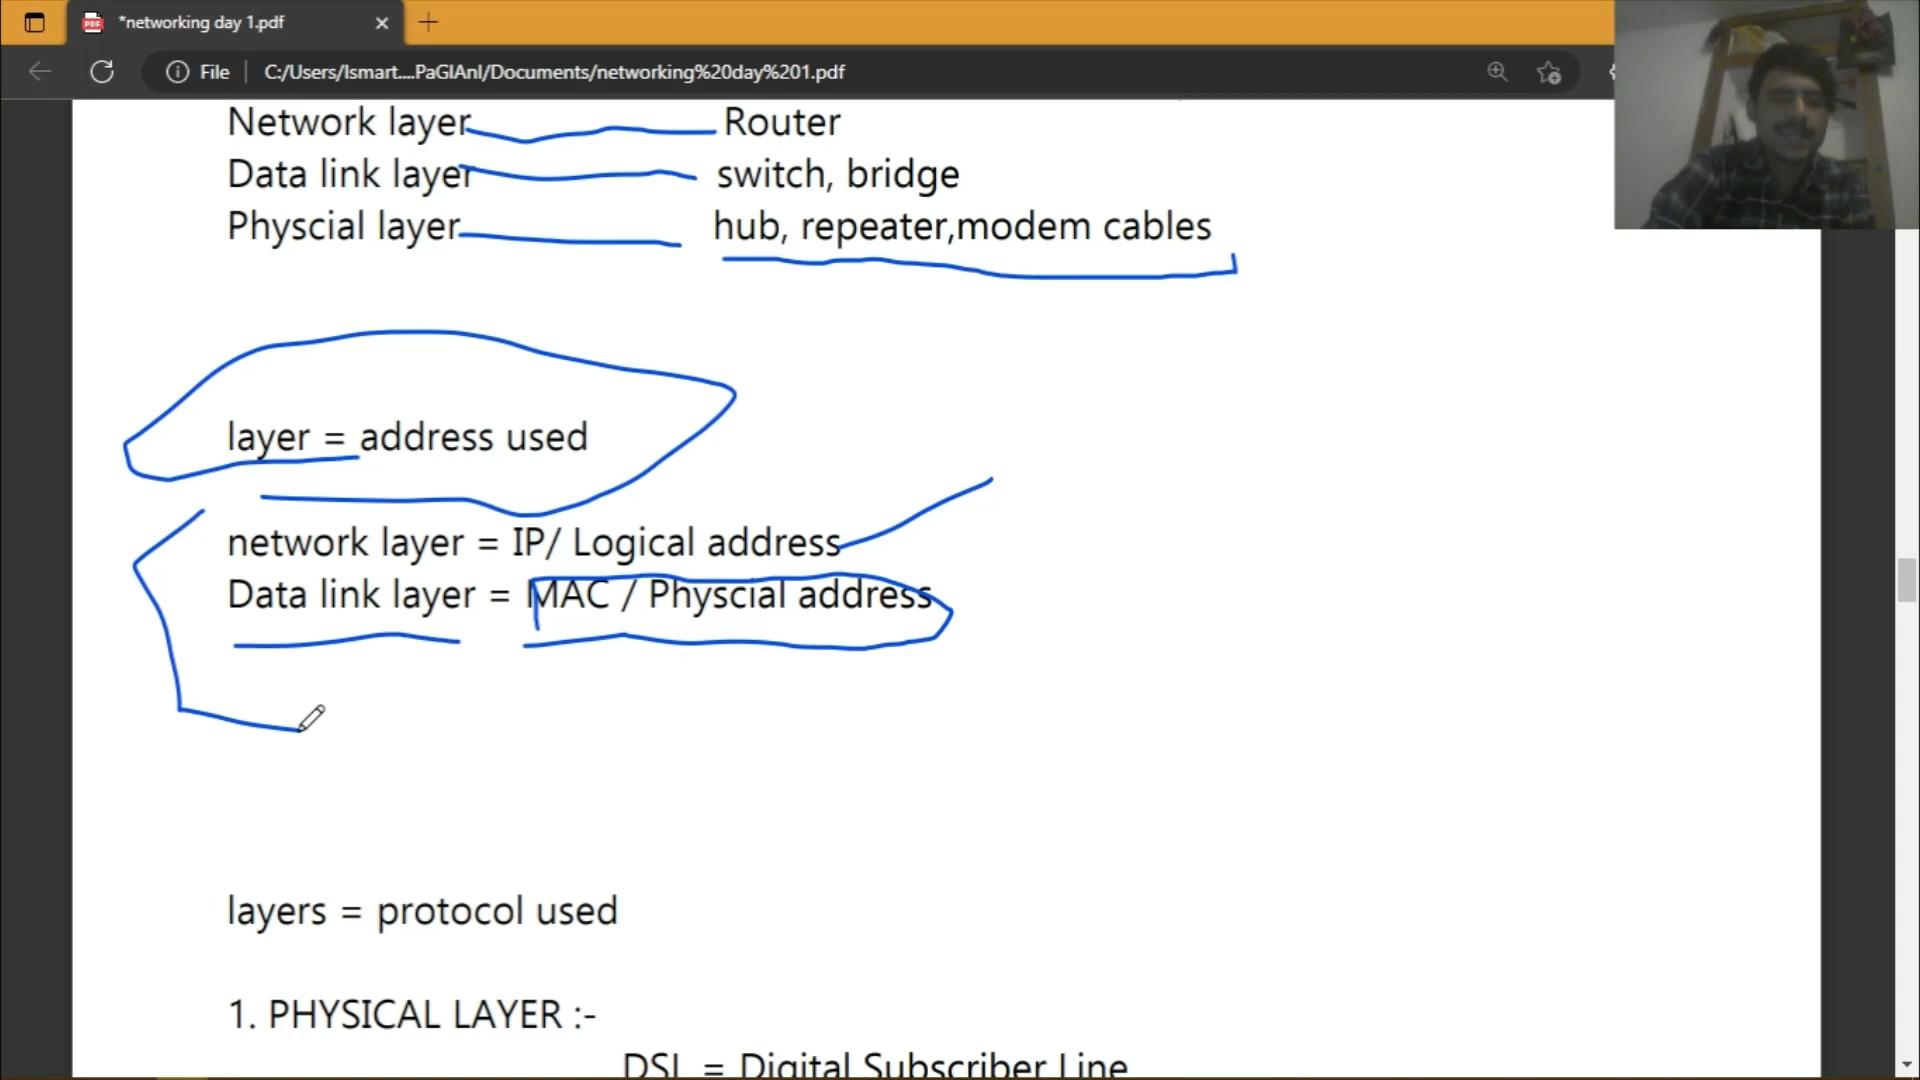 *networking day 1.pdf
File C:/Users/Ismart....PaGlAnI/Documents/networking%20day%201.pdf
Network layer Router
Data link layer switch, bridge
Physcial layer hub, repeater,modem cables
layer = address used
network layer = IP/ Logical address
Data link layer = MAC / Physcial address
layers = protocol used
1. PHYSICAL LAYER :-
DSL = Digital Subscriber Line